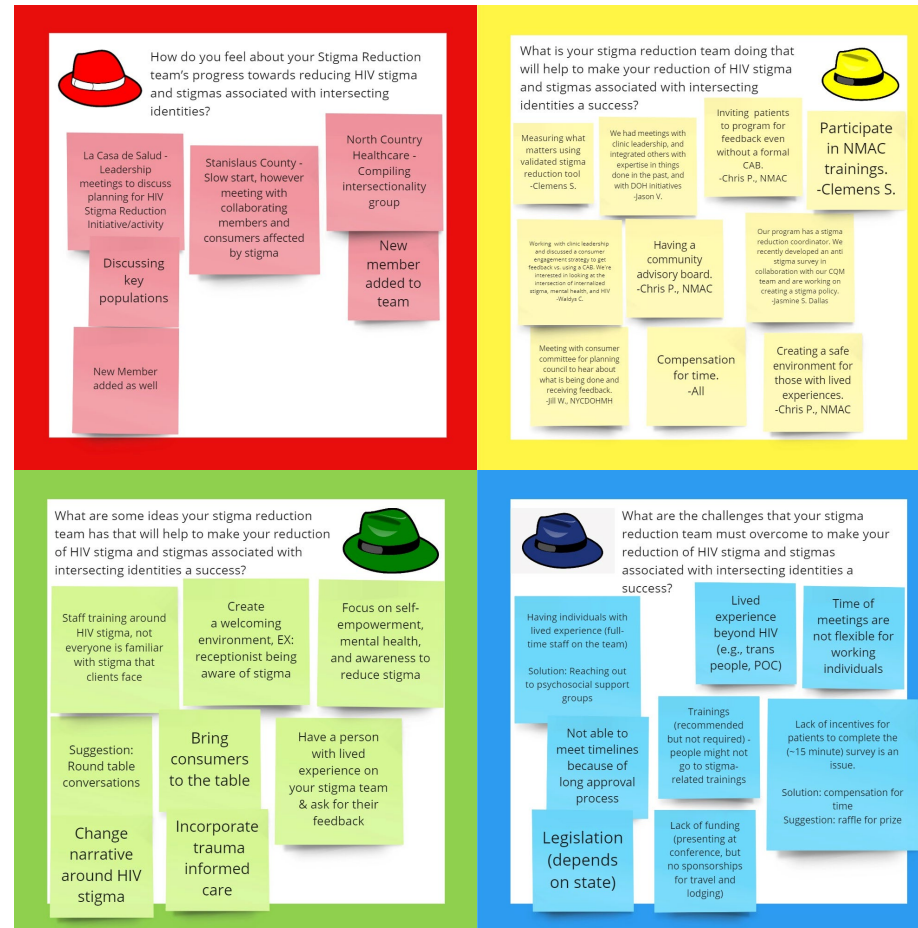 How do you feel about your Stigma Reduction
team's progress towards reducing HIV stigma
and stigmas associated with intersecting
identities?
La Casa de Salud -
Leadership
meetings to discuss
planning for HIV
Stigma Reduction
Initiative/activity
Stanislaus County -
Slow start, however
meeting with
collaborating
members and
consumers affected
by stigma
North Country
Healthcare -
Compiling
intersectionality
group
Discussing
key
populations
New
member
added to
team
New Member
added as well
What is your stigma reduction team doing that
will help to make your reduction of HIV stigma
and stigmas associated with intersecting
identities a success?
Measuring what
matters using
validated stigma
reduction tool
-Clemens S.
We had meetings with
clinic leadership, and
integrated others with
expertise in things
done in the past, and
with DOH initiatives
-Jason V.
Inviting patients
to program for
feedback even
without a formal
CAB.
-Chris P., NMAC
Participate
in NMAC
trainings.
-Clemens S.
Working with clinic leadership
and discussed a consumer
engagement strategy to get
feedback vs. using a CAB. We're
interested in looking at the
intersection of internalized
stigma, mental health, and HIV
-Waldys C.
Having a
community
advisory board.
-Chris P., NMAC
Our program has a stigma
reduction coordinator. We
recently developed an anti
stigma survey in
collaboration with our CQM
team and are working on
creating a stigma policy.
-Jasmine S. Dallas
Meeting with consumer
committee for planning
council to hear about
what is being done and
receiving feedback.
-Jill W., NYCDOHMH
Compensation
for time.
-All
Creating a safe
environment for
those with lived
experiences.
-Chris P., NMAC
What are some ideas your stigma reduction
team has that will help to make your reduction
of HIV stigma and stigmas associated with
intersecting identities a success?
Staff training around
HIV stigma, not
everyone is familiar
with stigma that
clients face
Create
a welcoming
environment, EX:
receptionist being
aware of stigma
Focus on self-
empowerment,
mental health,
and awareness to
reduce stigma
Suggestion:
Round table
conversations
Bring
consumers
to the table
Have a person
with lived
experience on
your stigma team
& ask for their
feedback
Change
narrative
around HIV
stigma
Incorporate
trauma
informed
care
What are the challenges that your stigma
reduction team must overcome to make your
reduction of HIV stigma and stigmas
associated with intersecting identities a
success?
Having individuals with
lived experience (full-
time staff on the team)
Solution: Reaching out
to psychosocial support
groups
Lived
experience
beyond HIV
(e.g., trans
people, POC)
Time of
meetings are
not flexible for
working
individuals
Not able to
meet timelines
because of
long approval
process
Trainings
(recommended
but not required) -
people might not
go to stigma-
related trainings
Lack of incentives for
patients to complete the
(~15 minute) survey is an
issue.
Solution: compensation for
time
Suggestion: raffle for prize
Legislation
(depends
on state)
Lack of funding
(presenting at
conference, but
no sponsorships
for travel and
lodging)